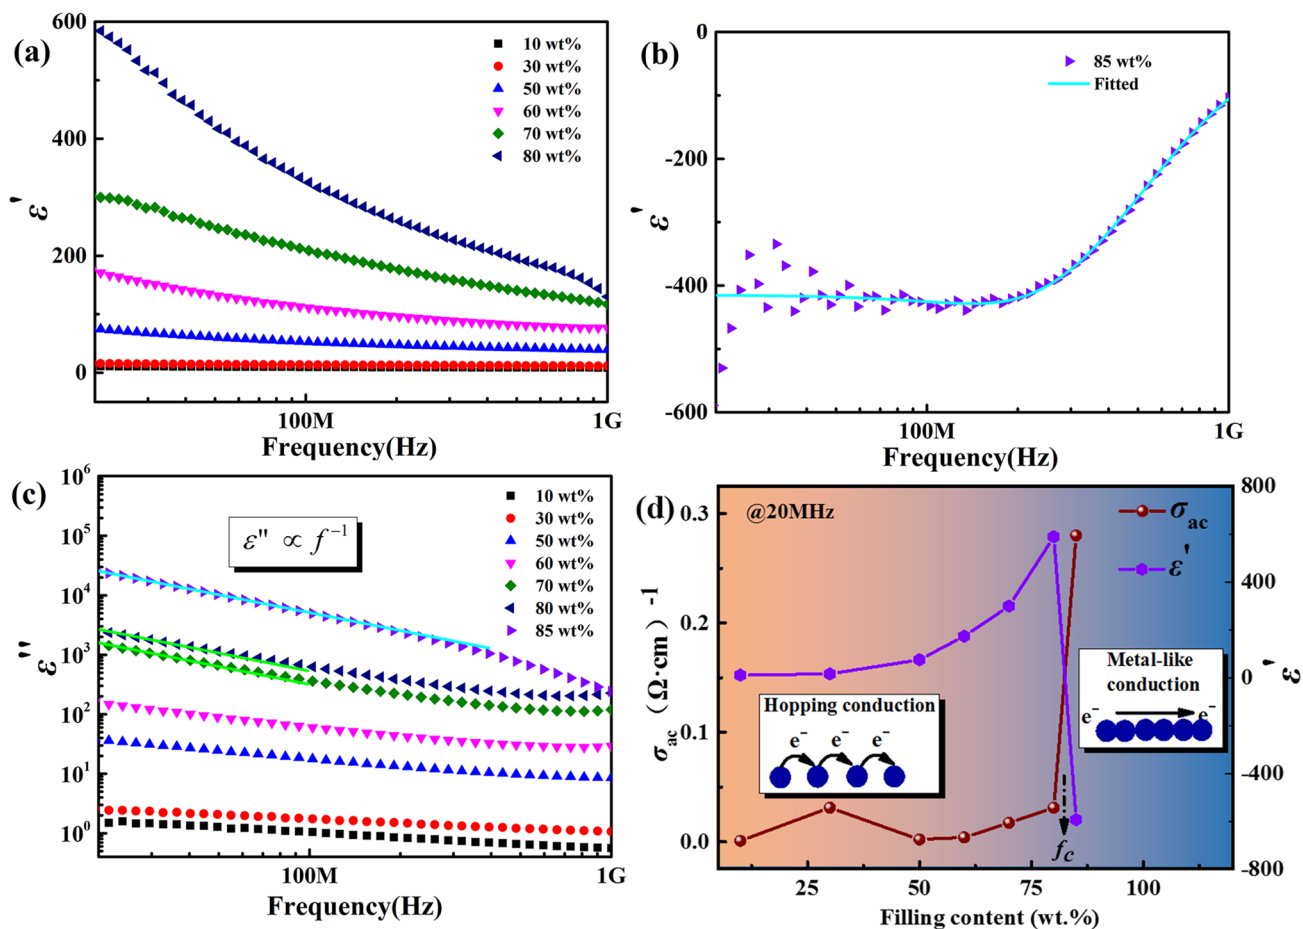 (a)
600
400
200
0
ε'
10 wt%
30 wt%
50 wt%
60 wt%
70 wt%
80 wt%
100M
1G
Frequency(Hz)
(b)
0
-100
-200
-300
-400
-500
-600
ε'
85 wt%
Fitted
100M
1G
Frequency(Hz)
(c)
10⁶
10⁵
10⁴
10³
10²
10¹
10⁰
ε''
ε'' ∝ f⁻¹
10 wt%
30 wt%
50 wt%
60 wt%
70 wt%
80 wt%
85 wt%
100M
1G
Frequency(Hz)
(d)
@20MHz
0.3
0.2
0.1
0.0
σac （Ω·cm）-1
σac
ε'
800
400
0
-400
-800
ε'
Metal-like
conduction
e⁻ e⁻
Hopping conduction
e⁻ e⁻ e⁻
fc
25
50
75
100
Filling content (wt.%)